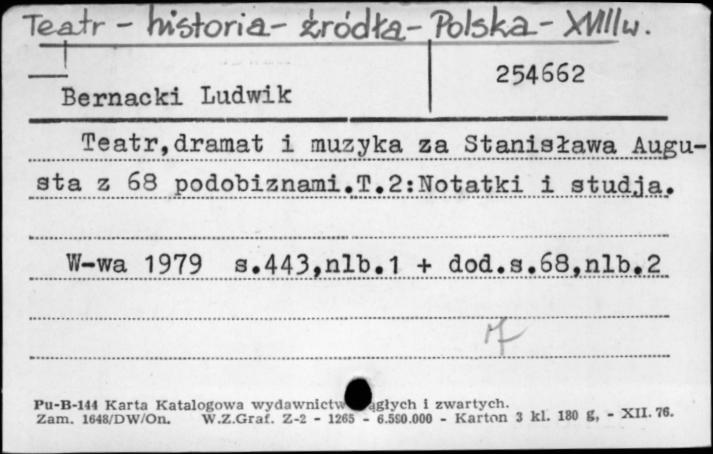 Teatr - historia - źródła - Polska - XVIII w.
254662
Bernacki Ludwik
Teatr,dramat i muzyka za Stanisława Augu-
sta z 68 podobiznami.T.2:Notatki i studja.
W-wa 1979 s.443,nlb.1 + dod.s.68,nlb.2
Pu-B-144 Karta Katalogowa wydawnictw ągłych i zwartych.
Zam. 1648/DW/On. W.Z.Graf. Z-2 - 1265 - 6.580.000 - Karton 3 kl. 180 g, - XII. 76.